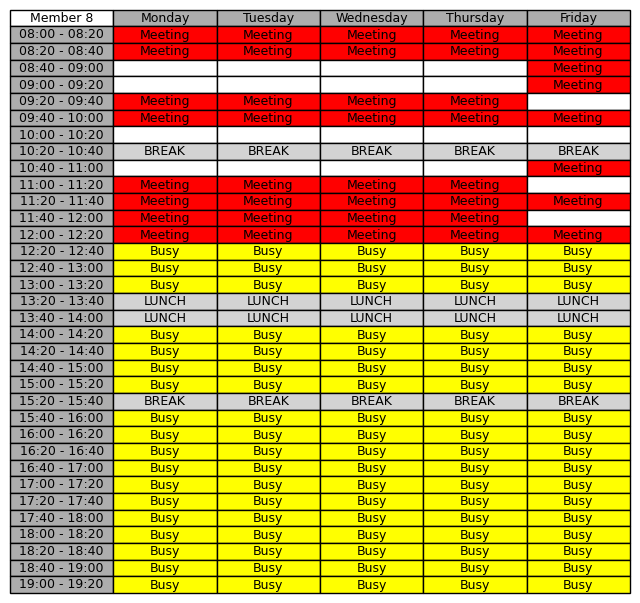 Member 8 Monday Tuesday Wednesday Thursday Friday
08:00 - 08:20 Meeting Meeting Meeting Meeting Meeting
08:20 - 08:40 Meeting Meeting Meeting Meeting Meeting
08:40 - 09:00 Meeting
09:00 - 09:20 Meeting
09:20 - 09:40 Meeting Meeting Meeting Meeting
09:40 - 10:00 Meeting Meeting Meeting Meeting Meeting
10:00 - 10:20
10:20 - 10:40 BREAK BREAK BREAK BREAK BREAK
10:40 - 11:00 Meeting
11:00 - 11:20 Meeting Meeting Meeting Meeting
11:20 - 11:40 Meeting Meeting Meeting Meeting Meeting
11:40 - 12:00 Meeting Meeting Meeting Meeting
12:00 - 12:20 Meeting Meeting Meeting Meeting Meeting
12:20 - 12:40 Busy Busy Busy Busy Busy
12:40 - 13:00 Busy Busy Busy Busy Busy
13:00 - 13:20 Busy Busy Busy Busy Busy
13:20 - 13:40 LUNCH LUNCH LUNCH LUNCH LUNCH
13:40 - 14:00 LUNCH LUNCH LUNCH LUNCH LUNCH
14:00 - 14:20 Busy Busy Busy Busy Busy
14:20 - 14:40 Busy Busy Busy Busy Busy
14:40 - 15:00 Busy Busy Busy Busy Busy
15:00 - 15:20 Busy Busy Busy Busy Busy
15:20 - 15:40 BREAK BREAK BREAK BREAK BREAK
15:40 - 16:00 Busy Busy Busy Busy Busy
16:00 - 16:20 Busy Busy Busy Busy Busy
16:20 - 16:40 Busy Busy Busy Busy Busy
16:40 - 17:00 Busy Busy Busy Busy Busy
17:00 - 17:20 Busy Busy Busy Busy Busy
17:20 - 17:40 Busy Busy Busy Busy Busy
17:40 - 18:00 Busy Busy Busy Busy Busy
18:00 - 18:20 Busy Busy Busy Busy Busy
18:20 - 18:40 Busy Busy Busy Busy Busy
18:40 - 19:00 Busy Busy Busy Busy Busy
19:00 - 19:20 Busy Busy Busy Busy Busy